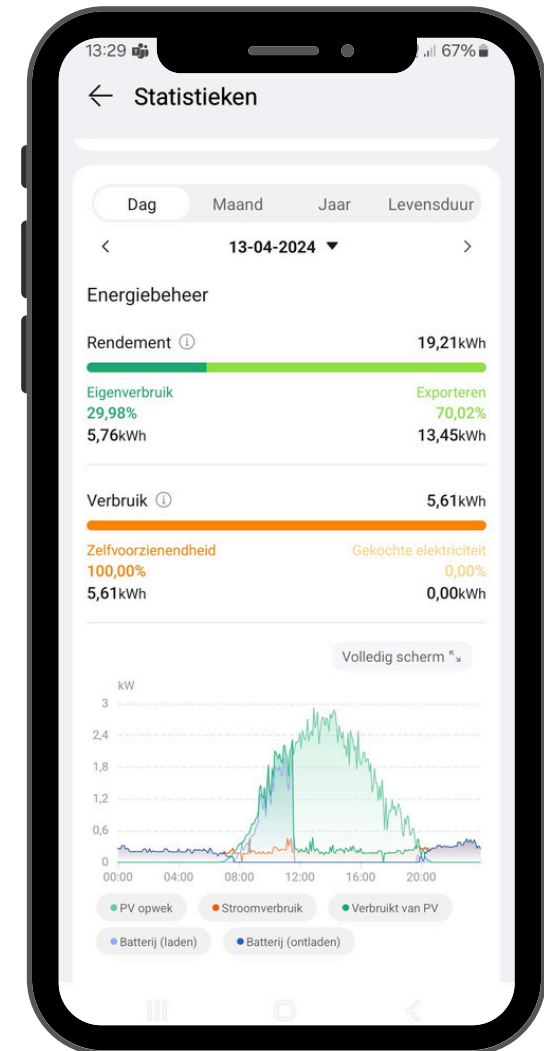 13:29 67%
Statistieken
Dag Maand Jaar Levensduur
13-04-2024
Energiebeheer
Rendement 19,21kWh
Eigenverbruik Exporteren
29,98% 70,02%
5,76kWh 13,45kWh
Verbruik 5,61kWh
Zelfvoorzienendheid Gekochte elektriciteit
100,00% 0,00%
5,61kWh 0,00kWh
Volledig scherm
kW
3
2,4
1,8
1,2
0,6
0
00:00 04:00 08:00 12:00 16:00 20:00
PV opwek Stroomverbruik Verbruikt van PV
Batterij (laden) Batterij (ontladen)